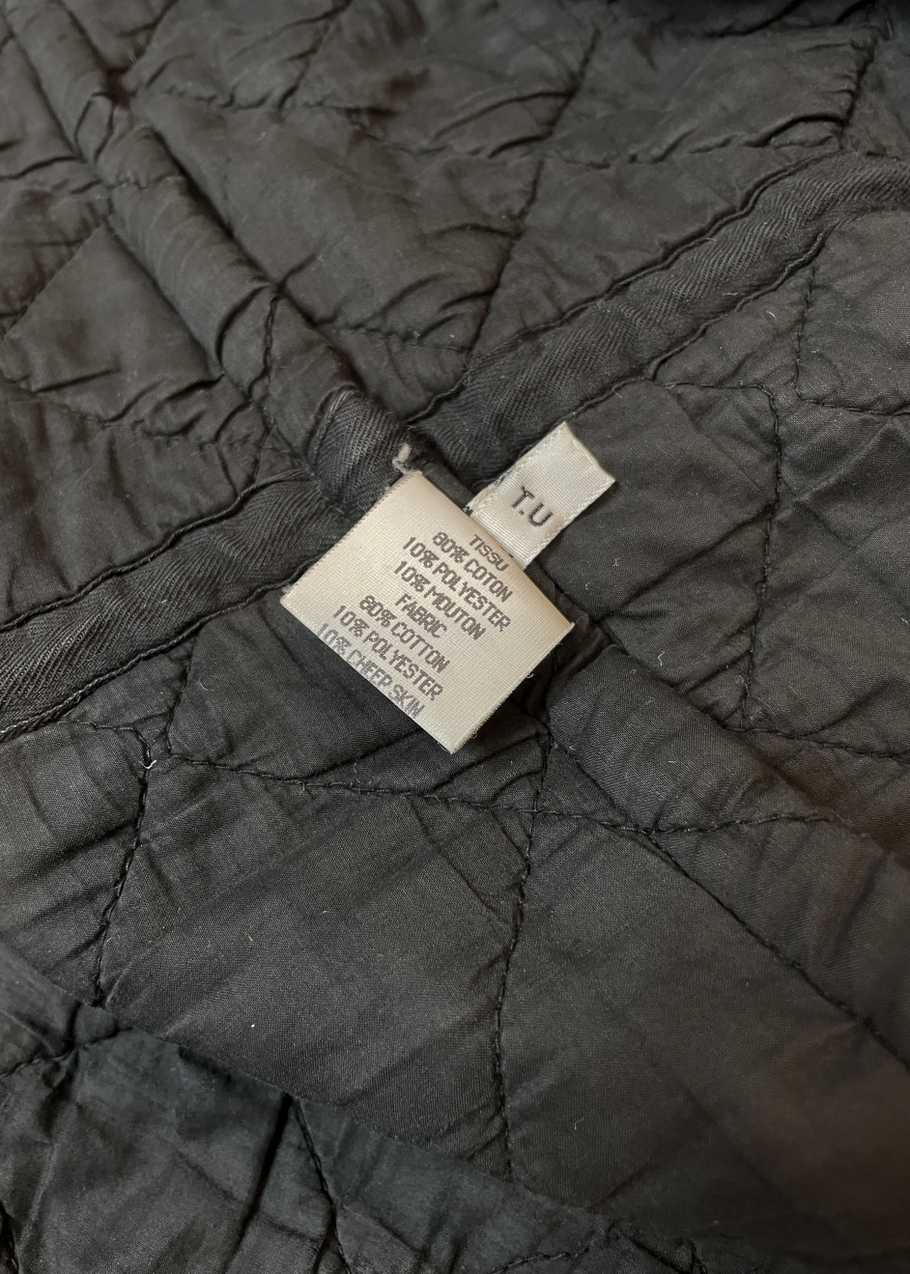 T.U
TISSU
80% COTON
10% POLYESTER
10% MOUTON
FABRIC
80% COTTON
10% POLYESTER
10% CHEEP SKIN